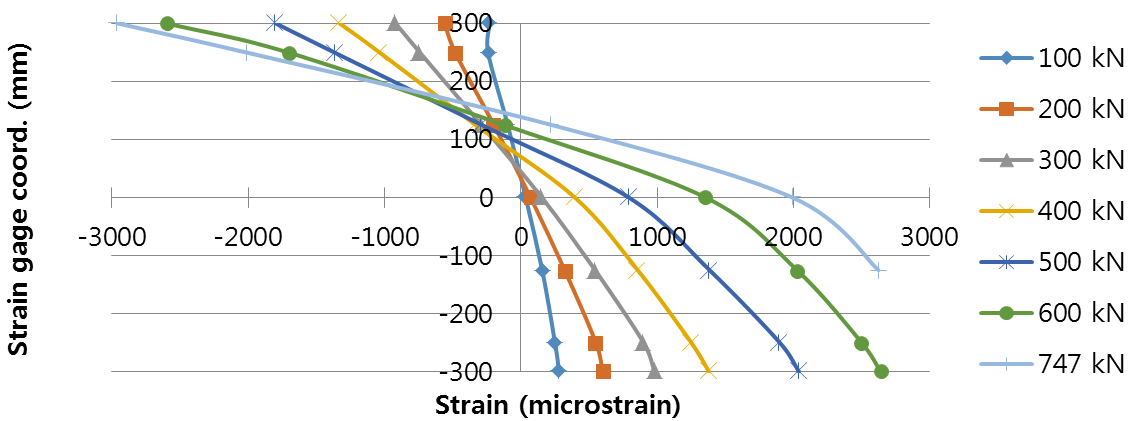 Strain gage coord. (mm)
300
200
100
0
-100
-200
-300
-3000 -2000 -1000 0 1000 2000 3000
Strain (microstrain)
100 kN
200 kN
300 kN
400 kN
500 kN
600 kN
747 kN